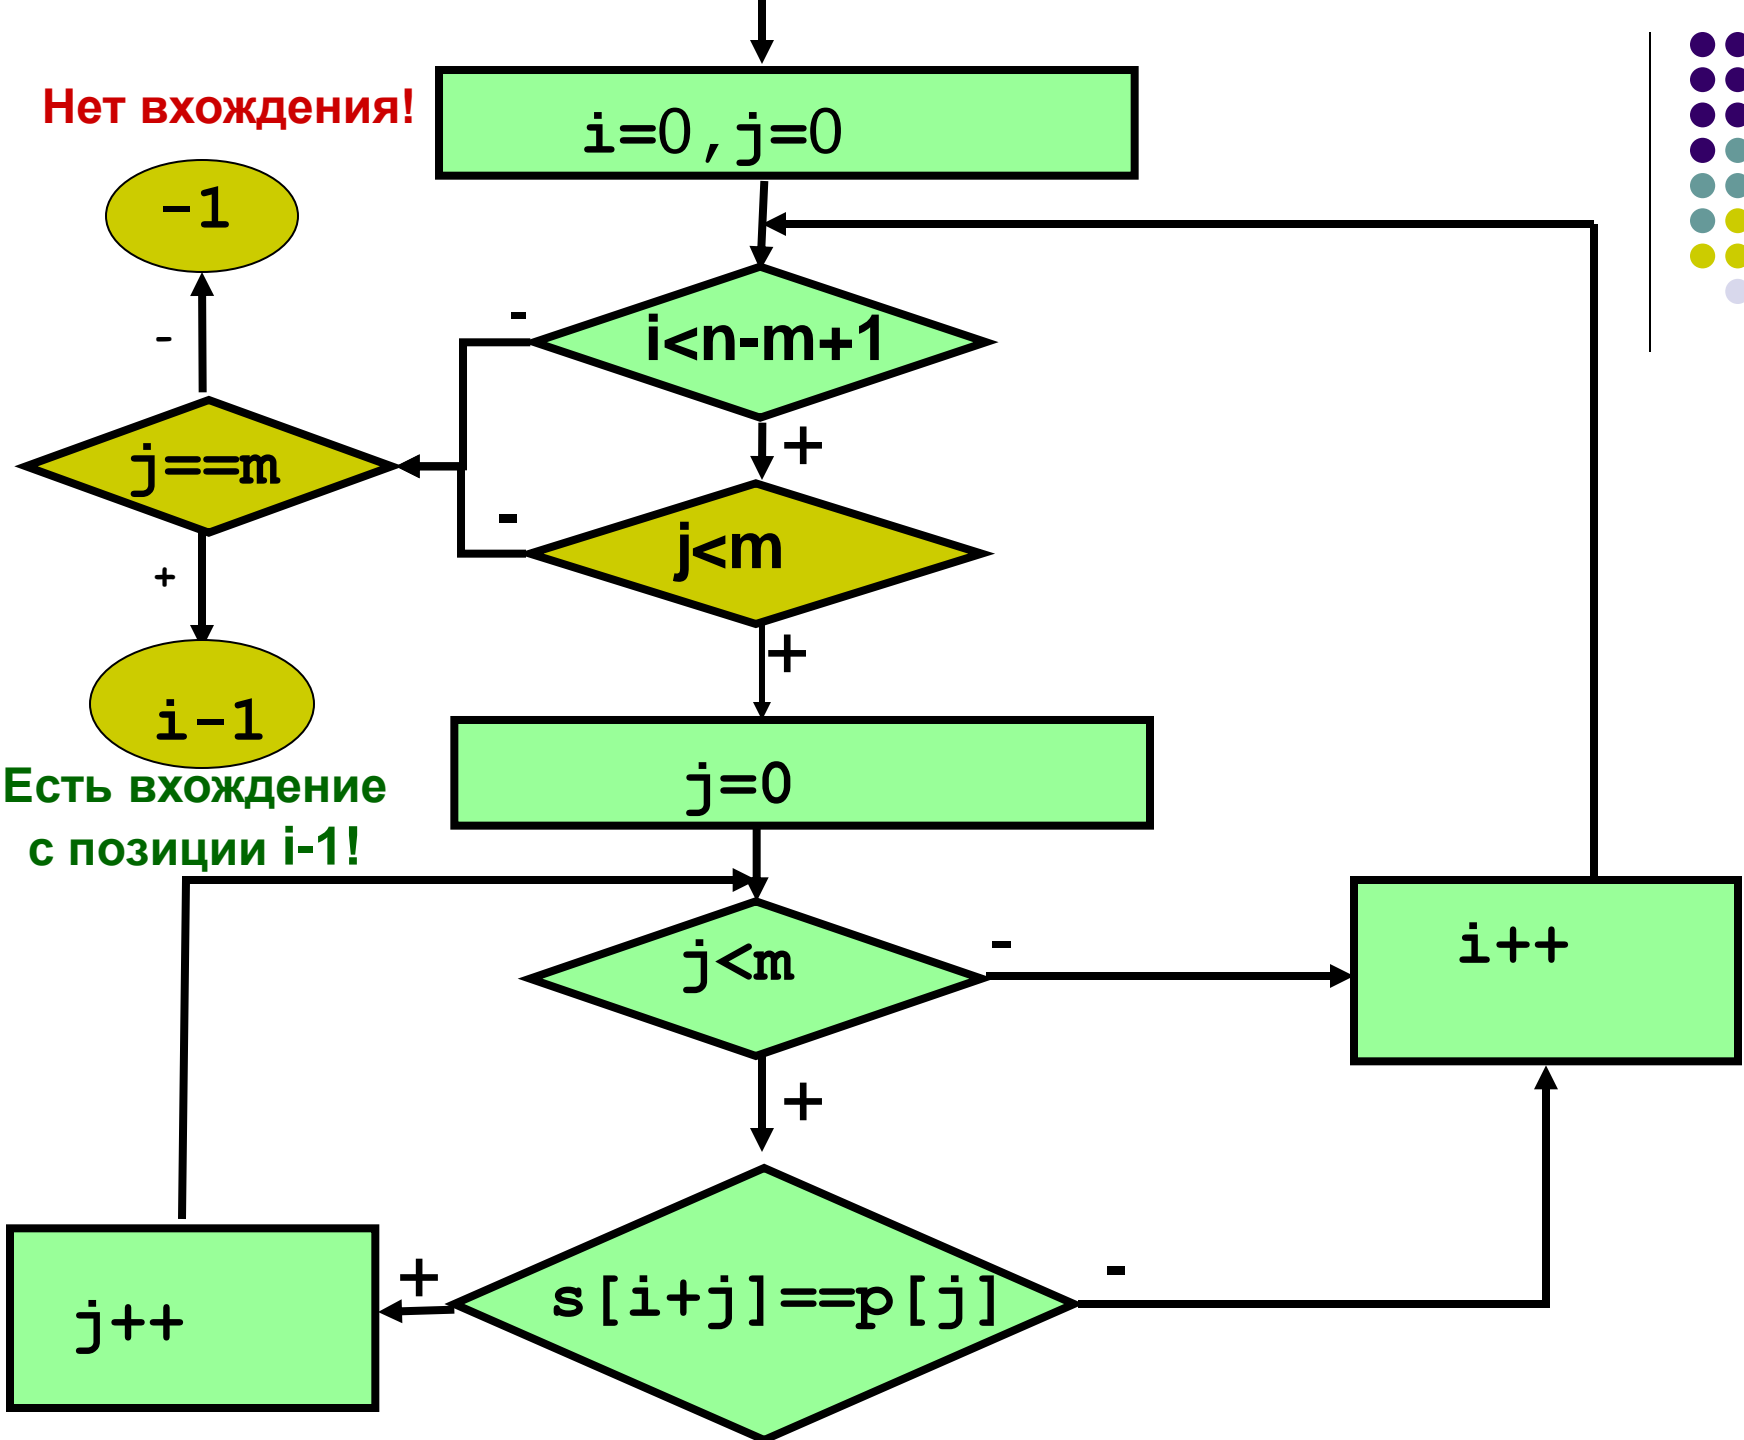 Нет вхождения!
i=0,j=0
-1
-
i<n-m+1
-
+
j==m
-
j<m
+
+
i-1
Есть вхождение
с позиции i-1!
j=0
j<m
-
i++
+
+
s[i+j]==p[j]
-
j++